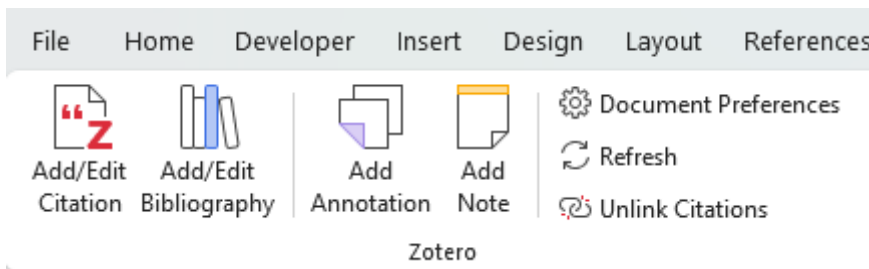 File Home Developer Insert Design Layout References
Add/Edit Citation
Add/Edit Bibliography
Add Annotation
Add Note
Document Preferences
Refresh
Unlink Citations
Zotero